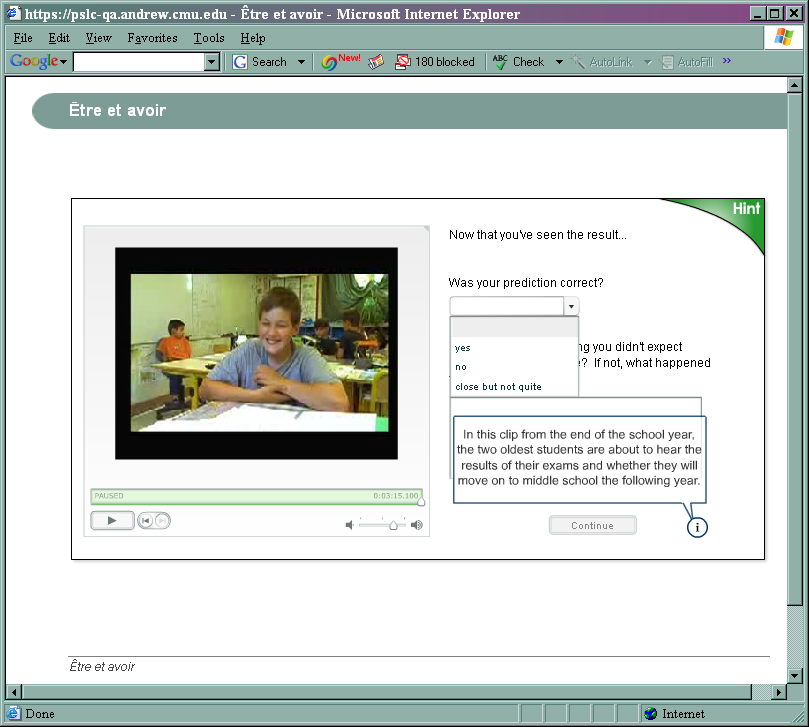 https://pslc-qa.andrew.cmu.edu - Être et avoir - Microsoft Internet Explorer
File Edit View Favorites Tools Help
Google Search New! 180 blocked ABC Check AutoLink AutoFill »
Être et avoir
Hint
Now that you've seen the result...
Was your prediction correct?
yes
no
close but not quite
ng you didn't expect
e? If not, what happened
In this clip from the end of the school year,
the two oldest students are about to hear the
results of their exams and whether they will
move on to middle school the following year.
PAUSED 0:03:15.100
Continue
i
Être et avoir
Done Internet